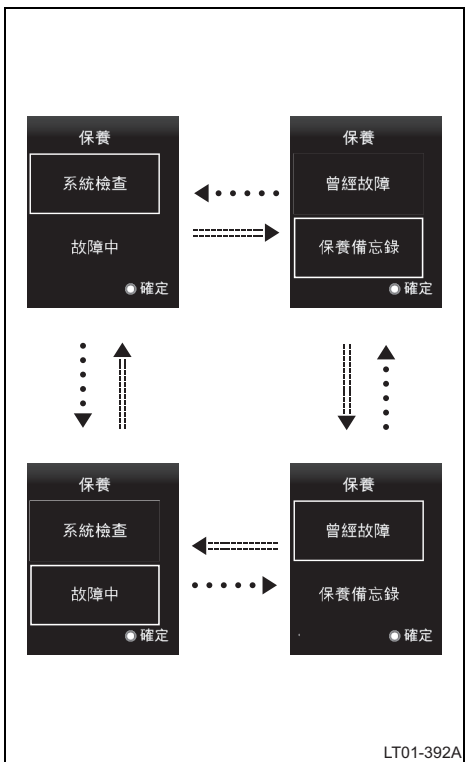 保養
系統檢查
故障中
確定
保養
曾經故障
保養備忘錄
確定
保養
系統檢查
故障中
確定
保養
曾經故障
保養備忘錄
確定
LT01-392A